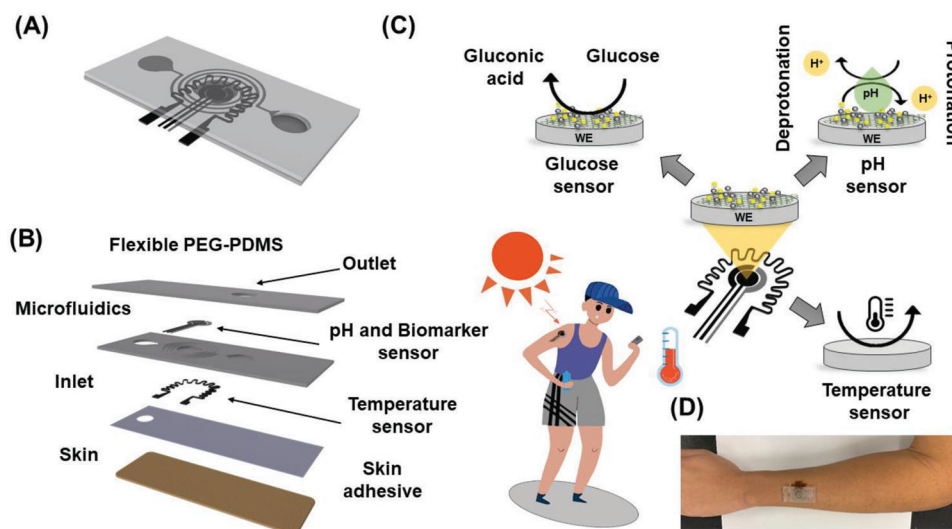 (A)
(B)
Flexible PEG-PDMS
Outlet
Microfluidics
pH and Biomarker
sensor
Inlet
Temperature
sensor
Skin
Skin
adhesive
(C)
Gluconic
acid
Glucose
WE
Glucose
sensor
Deprotonation
H+
pH
H+
WE
pH
sensor
WE
Temperature
sensor
(D)